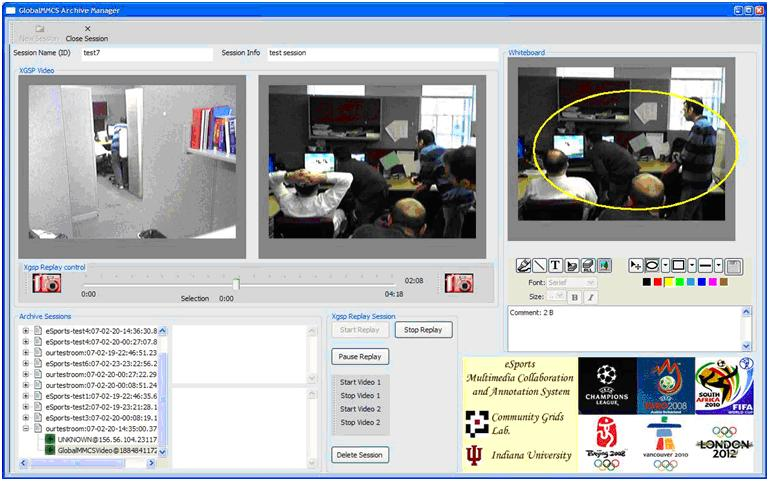 GlobalMMCS Archive Manager
New Session
Close Session
Session Name (ID)
test7
Session Info
test session
Whiteboard
XGSP Video
Xgsp Replay control
02:08
0:00
04:18
Selection
0:00
T
Font:
Serif
Size:
...
B
I
Comment: 2 B
Archive Sessions
eSports-test4:07-02-20-14:36:30.8
eSports-test4:07-02-20-00:27:07.8
ourtestroom:07-02-19-22:46:51.23
eSports-test6:07-02-23-23:22:56.2
ourtestroom:07-02-20-00:27:22.29
ourtestroom:07-02-20-00:08:51.24
eSports-test1:07-02-19-22:46:35.6
eSports-test2:07-02-19-23:21:28.1
eSports-test3:07-02-20-00:08:19.1
ourtestroom:07-02-20-14:35:00.37
UNKNOWN@156.56.104.23117
GlobalMMCSVideo@1884841172
Xgsp Replay Session
Start Replay
Stop Replay
Pause Replay
Start Video 1
Stop Video 1
Start Video 2
Stop Video 2
Delete Session
eSports
Multimedia Collaboration
and Annotation System
Community Grids
Lab.
Indiana University
CHAMPIONS
LEAGUE
EURO2008
Austria-Switzerland
SOUTH
AFRICA
2010
FIFA
WORLD CUP
Beijing 2008
vancouver 2010
LONDON
2012